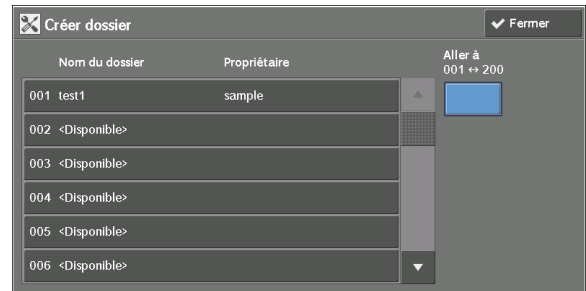 Créer dossier
Fermer
Nom du dossier Propriétaire
Aller à
001 ↔ 200
001 test1 sample
002 <Disponible>
003 <Disponible>
004 <Disponible>
005 <Disponible>
006 <Disponible>